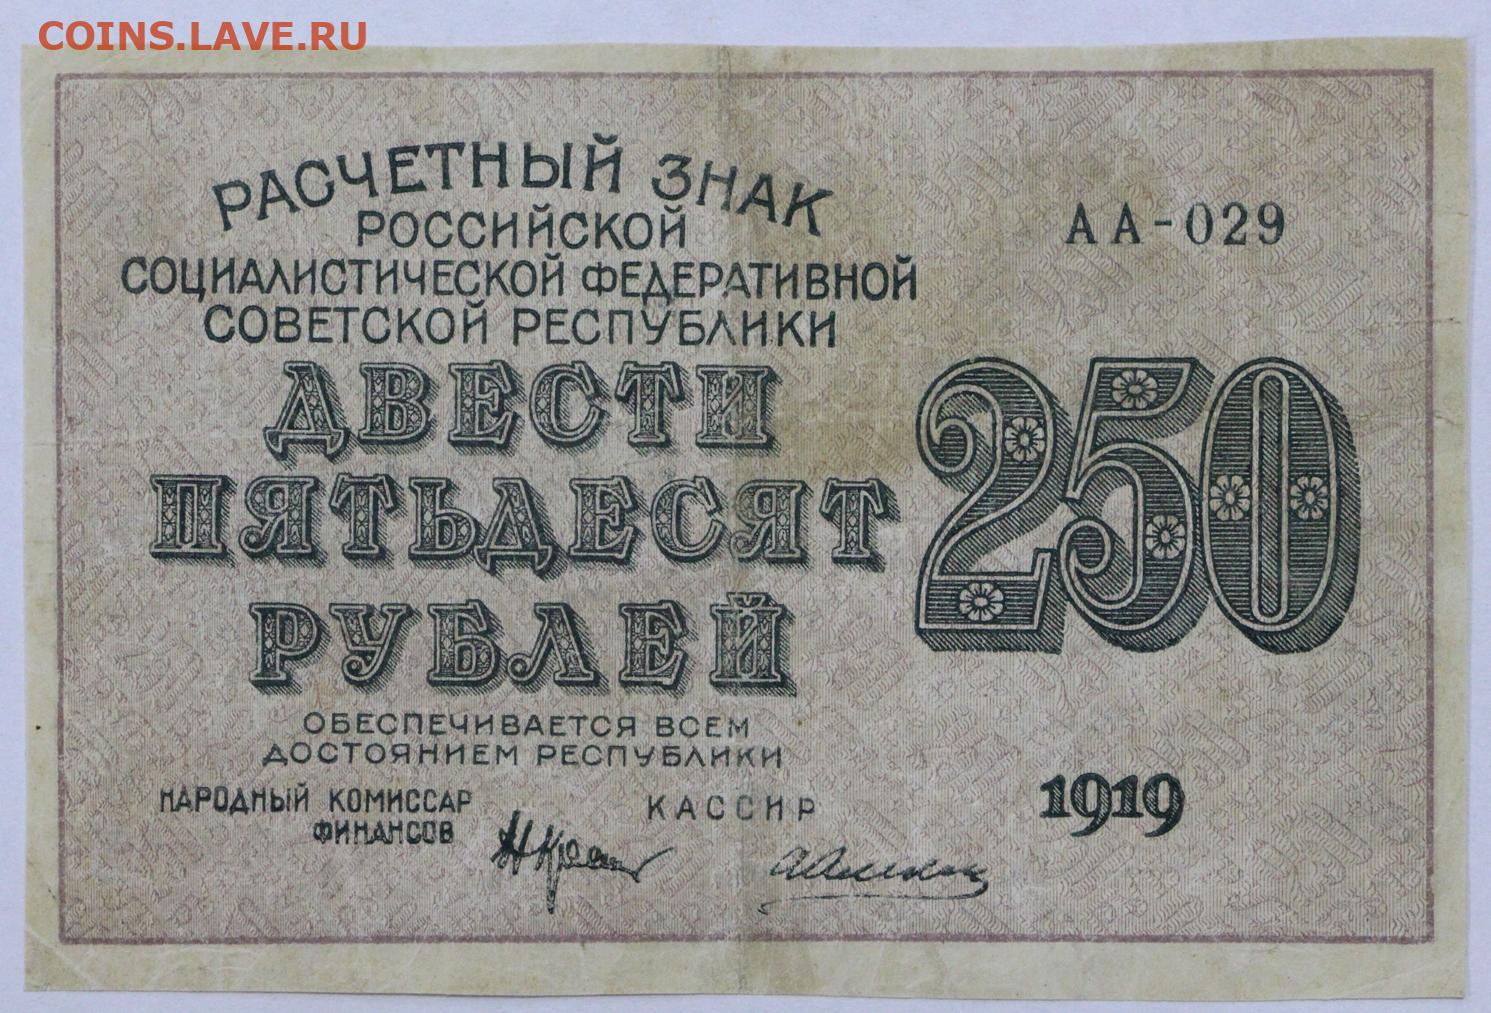 COINS.LAVE.RU
РАСЧЕТНЫЙ ЗНАК
РОССИЙСКОЙ
СОЦИАЛИСТИЧЕСКОЙ ФЕДЕРАТИВНОЙ
СОВЕТСКОЙ РЕСПУБЛИКИ
АА-029
ДВЕСТИ
ПЯТЬДЕСЯТ
РУБЛЕЙ
250
ОБЕСПЕЧИВАЕТСЯ ВСЕМ
ДОСТОЯНИЕМ РЕСПУБЛИКИ
НАРОДНЫЙ КОМИССАР
ФИНАНСОВ
КАССИР
1919